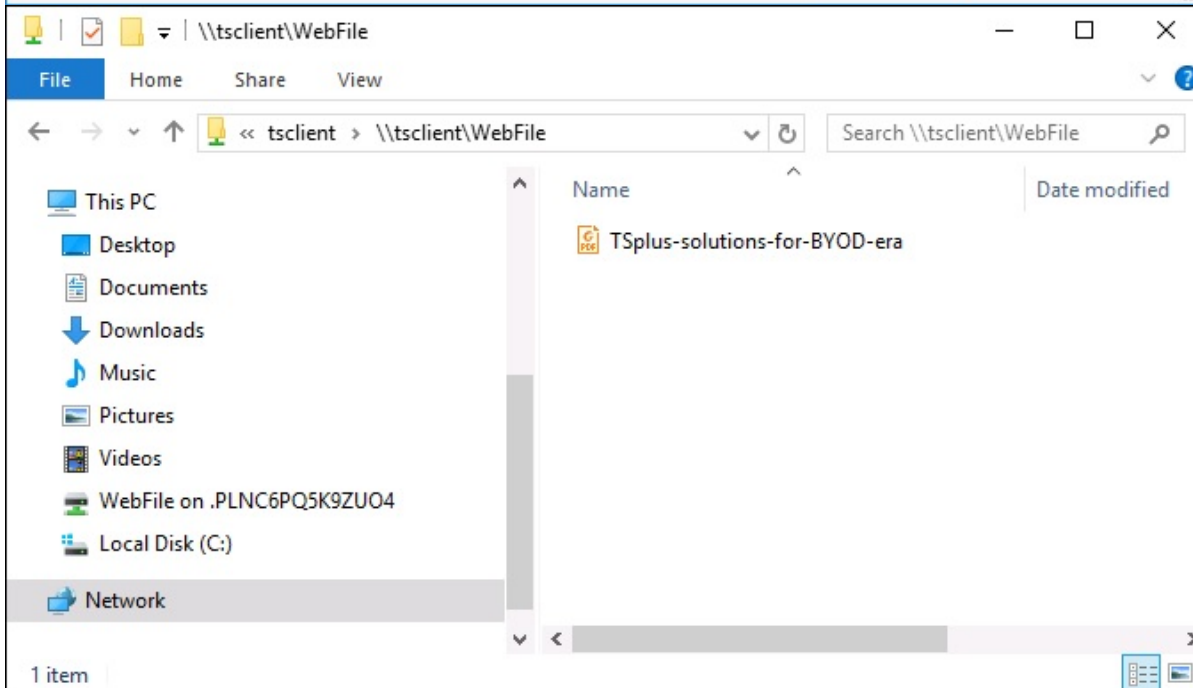 \\tsclient\WebFile
File Home Share View
« tsclient > \\tsclient\WebFile Search \\tsclient\WebFile
This PC
Desktop
Documents
Downloads
Music
Pictures
Videos
WebFile on .PLNC6PQ5K9ZUO4
Local Disk (C:)
Network
Name Date modified
TSplus-solutions-for-BYOD-era
1 item